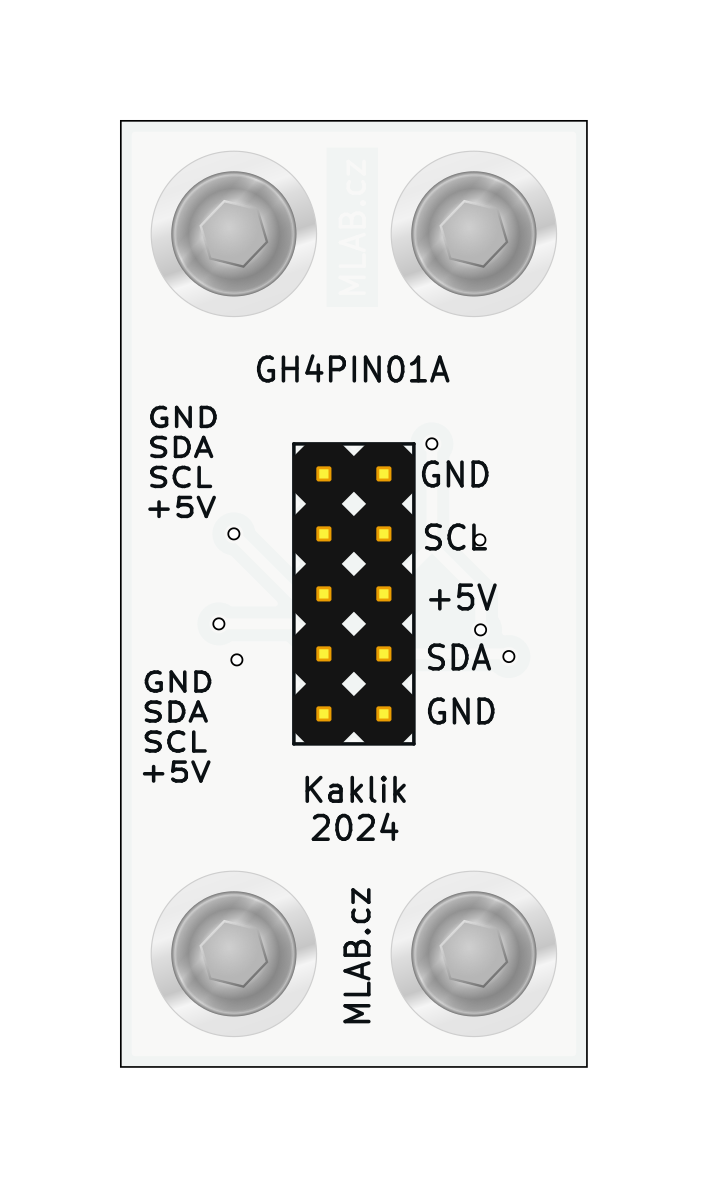 MLAB.cz
GH4PIN01A
GND
SDA
SCL
+5V
GND
SCL
+5V
SDA
GND
GND
SDA
SCL
+5V
Kaklik
2024
MLAB.cz